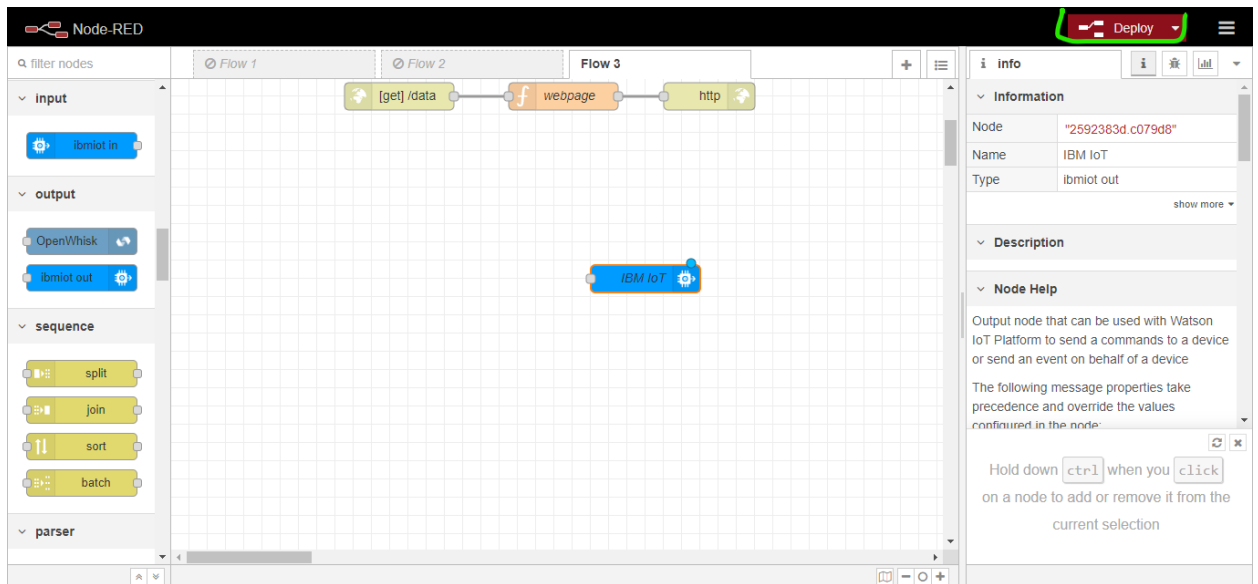 Node-RED
Deploy
filter nodes
Flow 1
Flow 2
Flow 3
i info
i
input
ibmiot in
output
OpenWhisk
ibmiot out
sequence
split
join
sort
batch
parser
[get] /data
f webpage
http
IBM IoT
Information
Node "2592383d.c079d8"
Name IBM IoT
Type ibmiot out
show more
Description
Node Help
Output node that can be used with Watson
IoT Platform to send a commands to a device
or send an event on behalf of a device
The following message properties take
precedence and override the values
configured in the node:
Hold down ctrl when you click
on a node to add or remove it from the
current selection